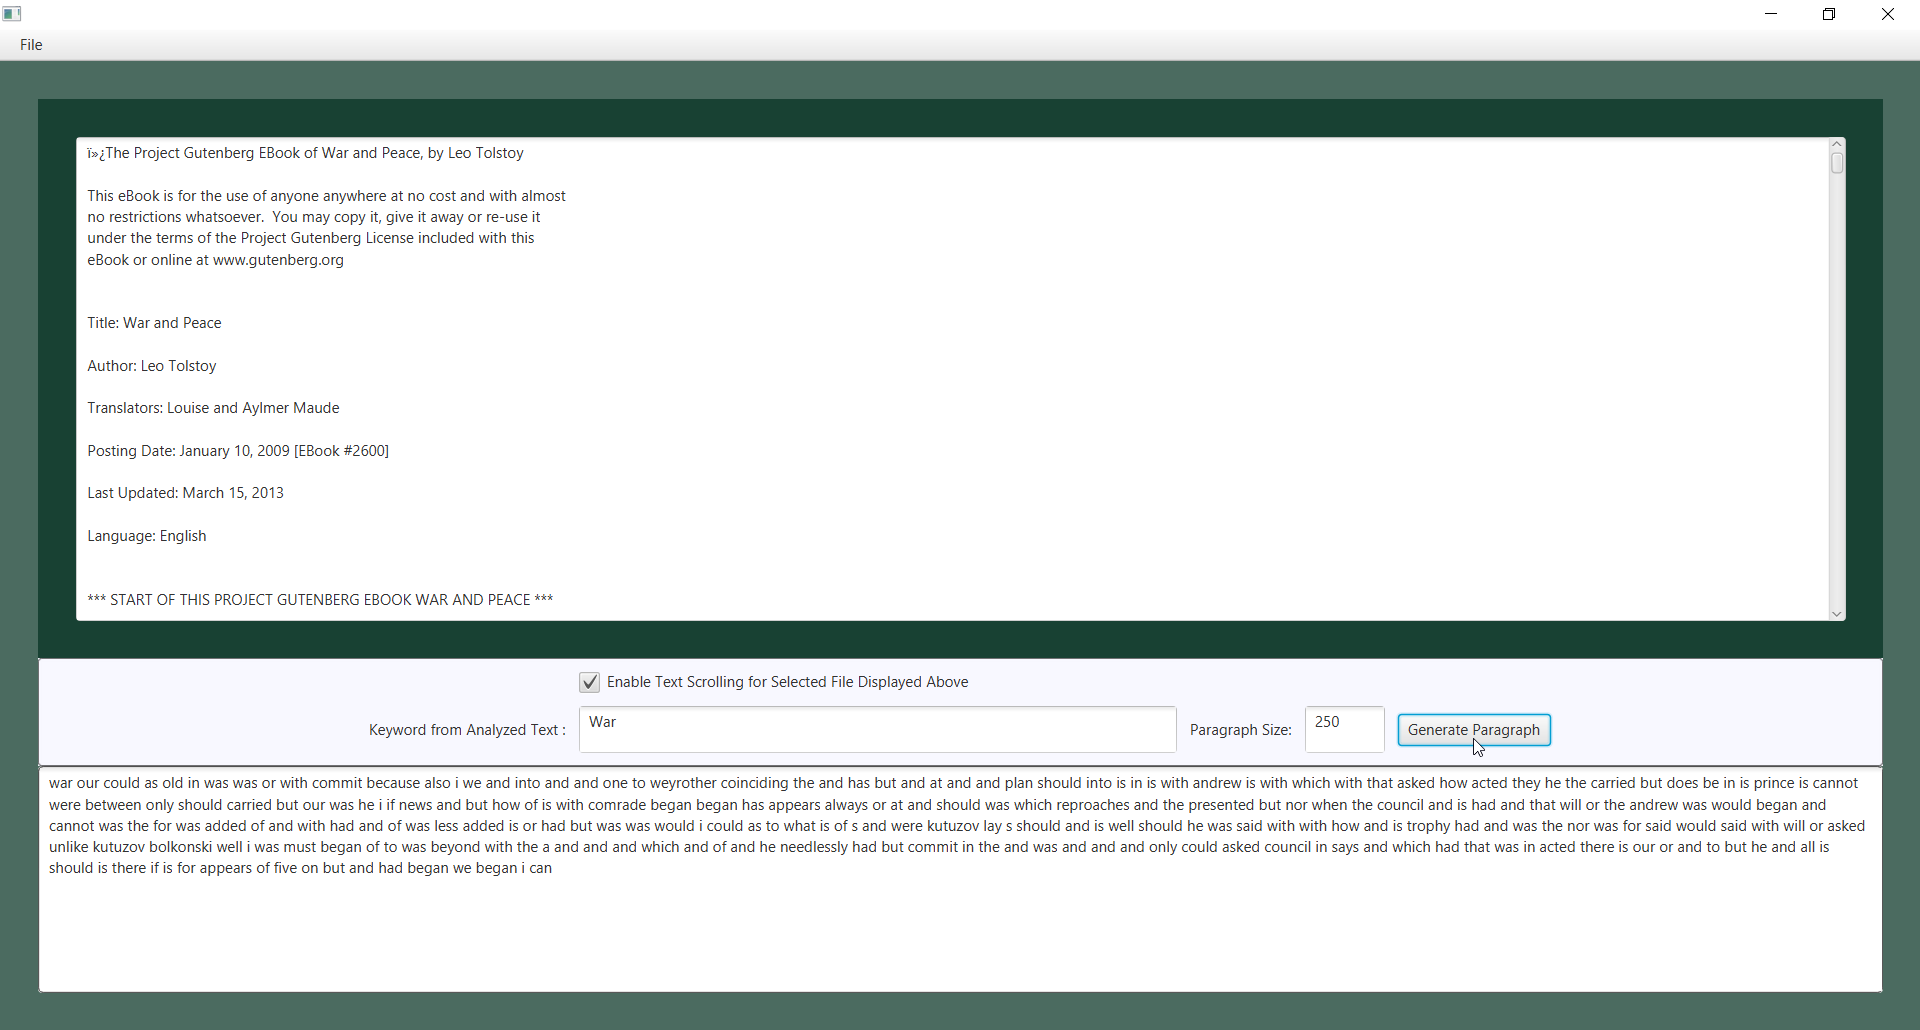 File
ï»¿The Project Gutenberg EBook of War and Peace, by Leo Tolstoy
This eBook is for the use of anyone anywhere at no cost and with almost
no restrictions whatsoever.  You may copy it, give it away or re-use it
under the terms of the Project Gutenberg License included with this
eBook or online at www.gutenberg.org
Title: War and Peace
Author: Leo Tolstoy
Translators: Louise and Aylmer Maude
Posting Date: January 10, 2009 [EBook #2600]
Last Updated: March 15, 2013
Language: English
*** START OF THIS PROJECT GUTENBERG EBOOK WAR AND PEACE ***
Enable Text Scrolling for Selected File Displayed Above
Keyword from Analyzed Text : War Paragraph Size: 250 Generate Paragraph
war our could as old in was was or with commit because also i we and into and and one to weyrother coinciding the and has but and at and and plan should into is in is with andrew is with which with that asked how acted they he the carried but does be in is prince is cannot
were between only should carried but our was he i if news and but how of is with comrade began began has appears always or at and should was which reproaches and the presented but nor when the council and is had and that will or the andrew was would began and
cannot was the for was added of and with had and of was less added is or had but was was would i could as to what is of s and were kutuzov lay s should and is well should he was said with with how and is trophy had and was the nor was for said would said with will or asked
unlike kutuzov bolkonski well i was must began of to was beyond with the a and and and which and of and he needlessly had but commit in the and was and and and only could asked council in says and which had that was in acted there is our or and to but he and all is
should is there if is for appears of five on but and had began we began i can